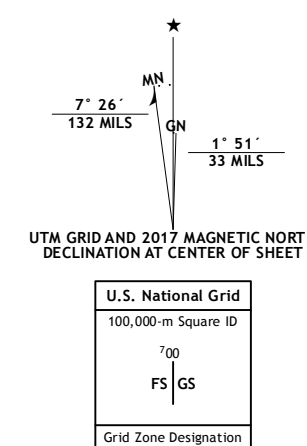 ★
MN
7° 26´
132 MILS
GN
1° 51´
33 MILS
UTM GRID AND 2017 MAGNETIC NORT
DECLINATION AT CENTER OF SHEET
U.S. National Grid
100,000-m Square ID
⁷00
FS GS
Grid Zone Designation